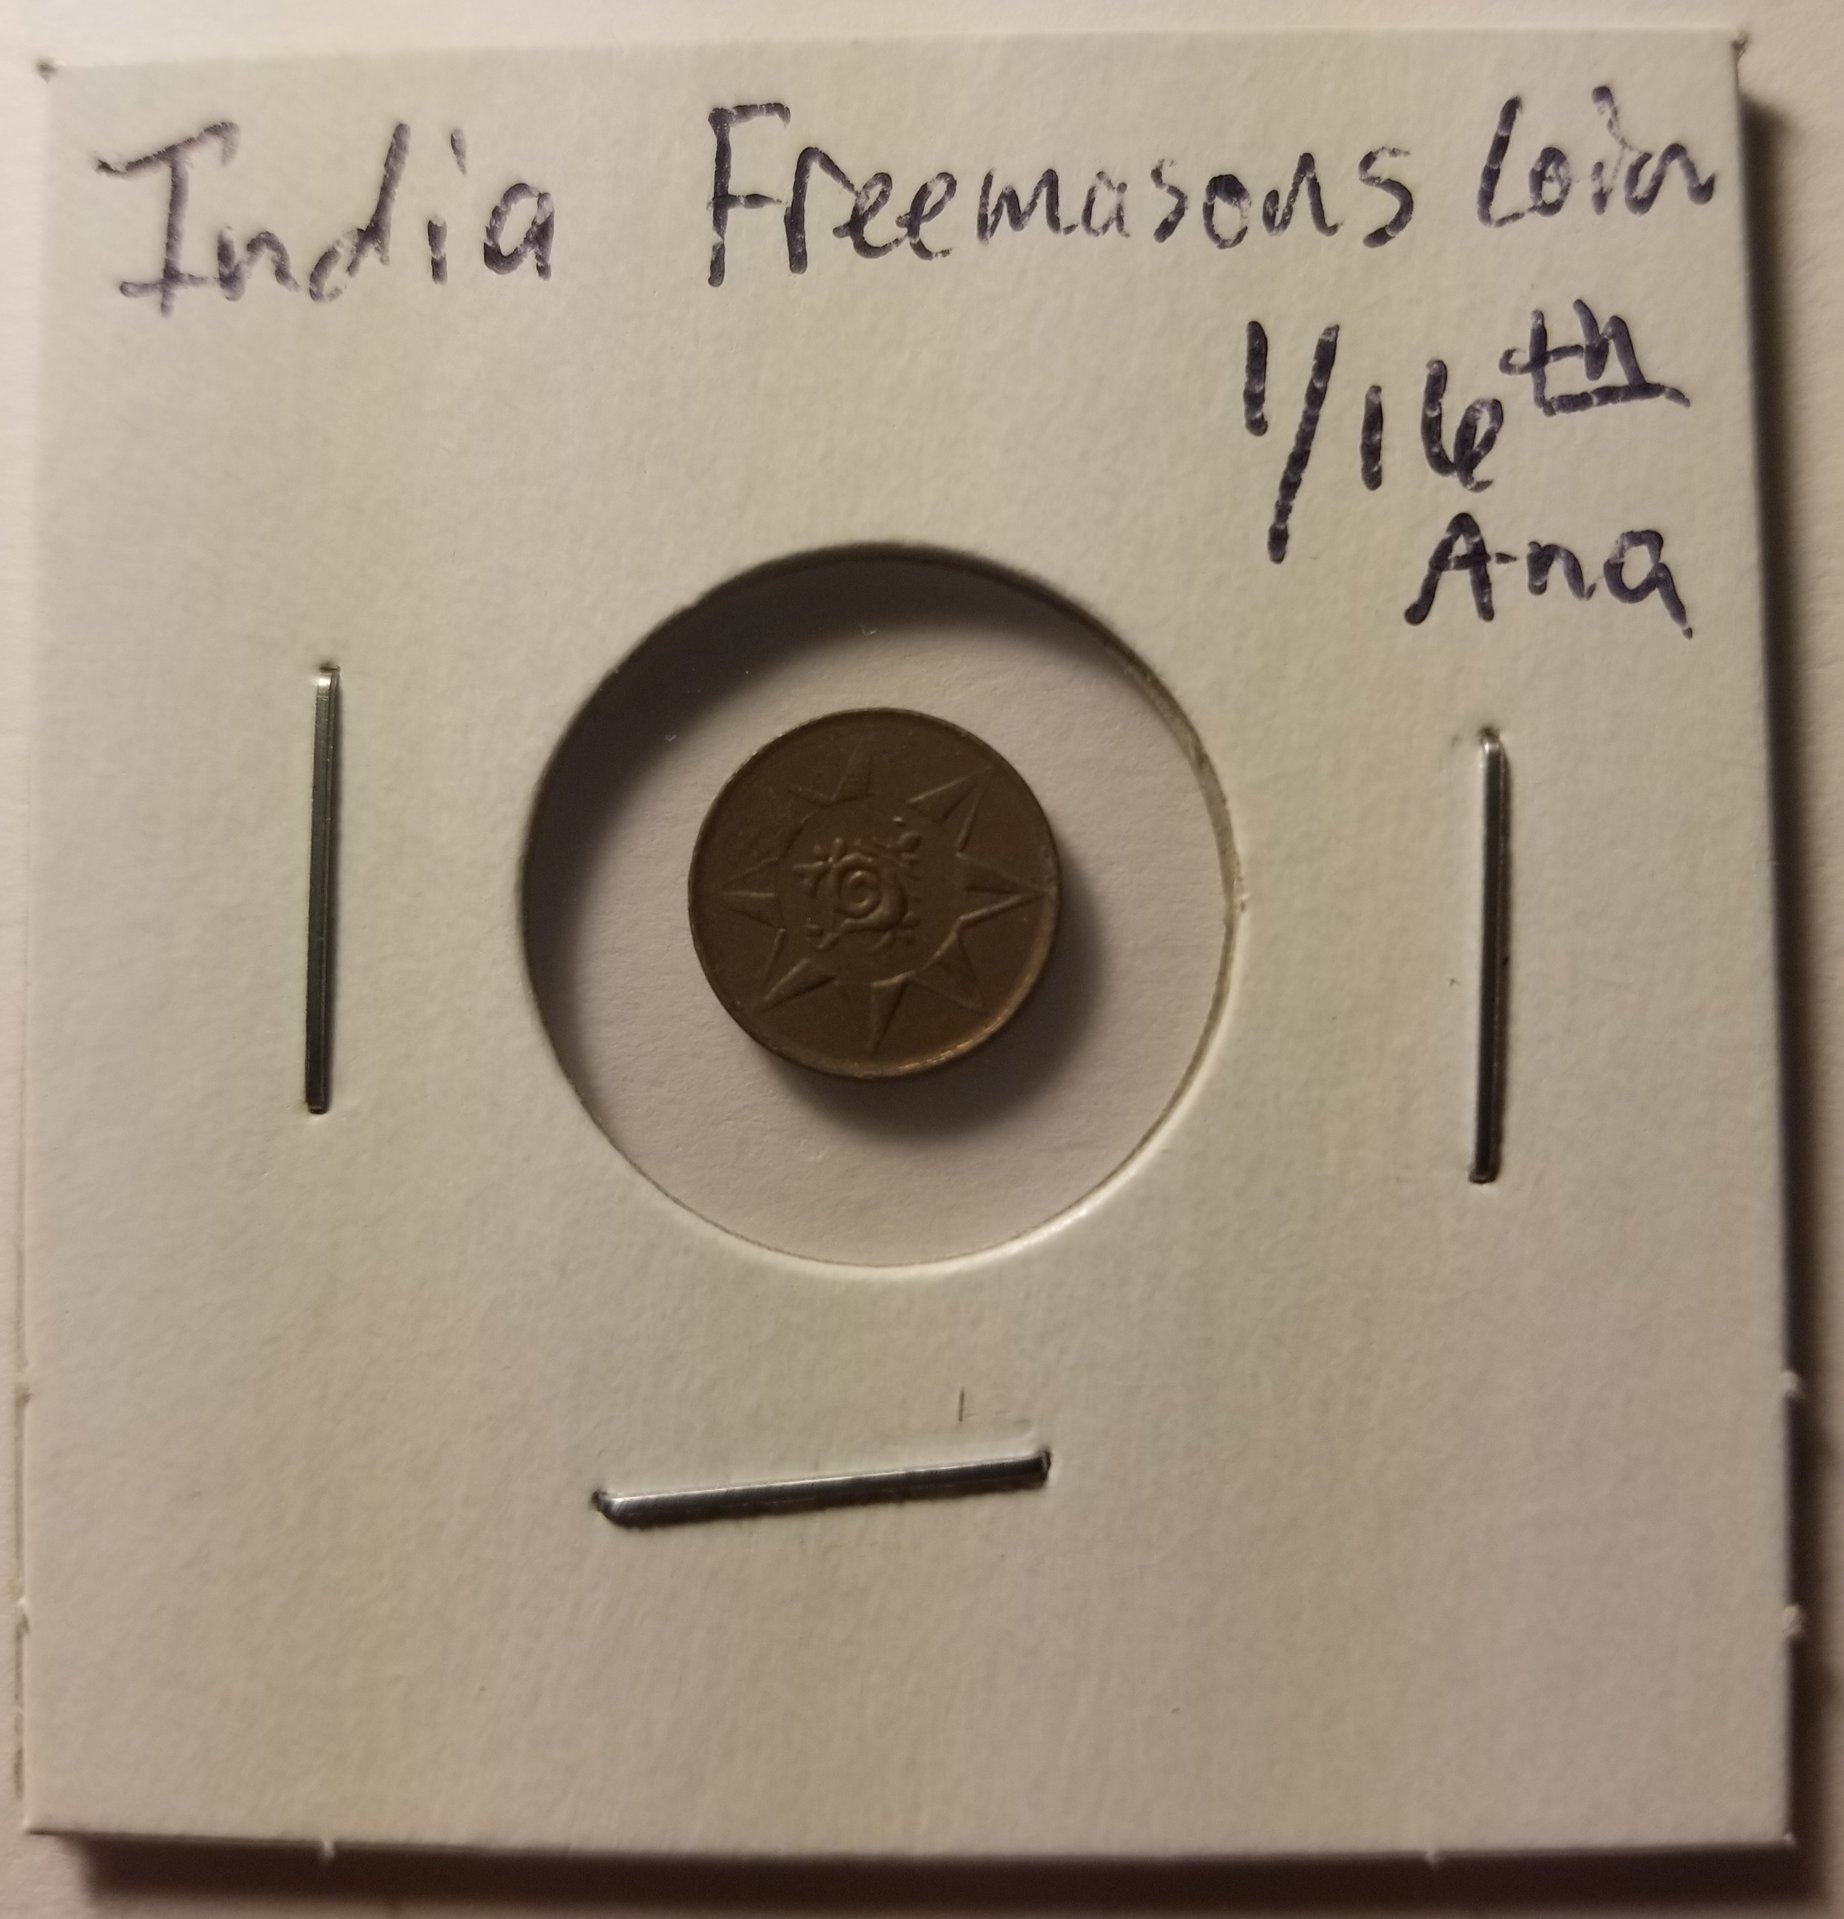 India Freemasons Coin
1/16th
Ana